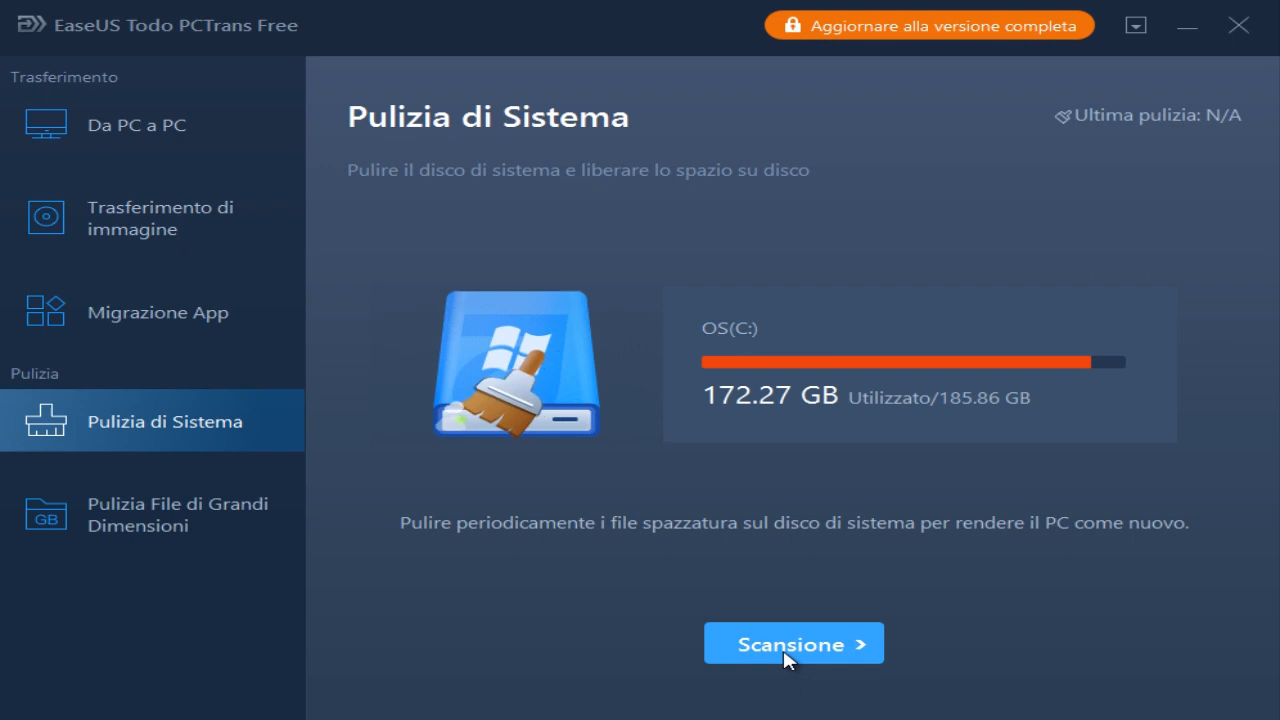 EaseUS Todo PCTrans Free
Aggiornare alla versione completa
Trasferimento
Da PC a PC
Trasferimento di
immagine
Migrazione App
Pulizia
Pulizia di Sistema
GB
Pulizia File di Grandi
Dimensioni
Pulizia di Sistema
Ultima pulizia: N/A
Pulire il disco di sistema e liberare lo spazio su disco
OS(C:)
172.27 GB Utilizzato/185.86 GB
Pulire periodicamente i file spazzatura sul disco di sistema per rendere il PC come nuovo.
Scansione >